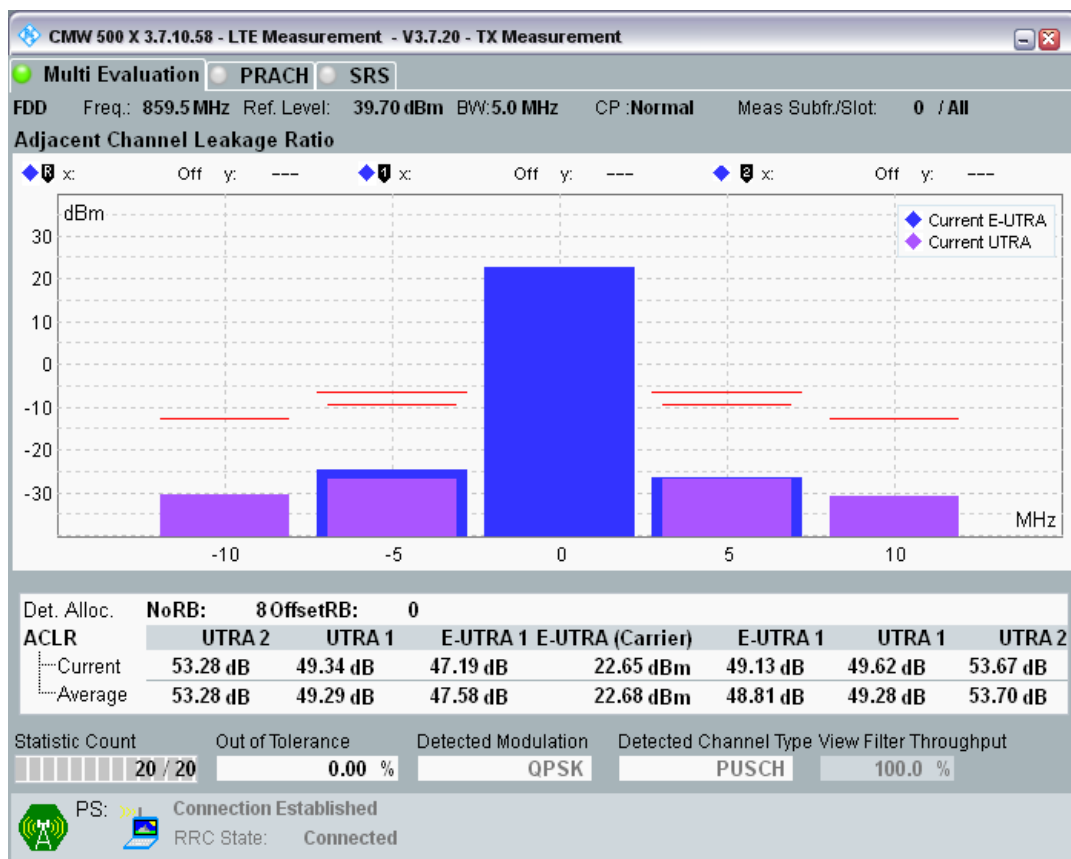 CMW 500 X 3.7.10.58 - LTE Measurement - V3.7.20 - TX Measurement
Multi Evaluation PRACH SRS
FDD Freq.: 859.5 MHz Ref. Level: 39.70 dBm BW:5.0 MHz CP :Normal Meas Subfr./Slot: 0 / All
Adjacent Channel Leakage Ratio
R x: Off y: --- 1 x: Off y: --- 2 x: Off y: ---
dBm
Current E-UTRA
Current UTRA
30
20
10
0
-10
-20
-30
MHz
-10 -5 0 5 10
Det. Alloc. NoRB: 8 OffsetRB: 0
ACLR UTRA 2 UTRA 1 E-UTRA 1 E-UTRA (Carrier) E-UTRA 1 UTRA 1 UTRA 2
Current 53.28 dB 49.34 dB 47.19 dB 22.65 dBm 49.13 dB 49.62 dB 53.67 dB
Average 53.28 dB 49.29 dB 47.58 dB 22.68 dBm 48.81 dB 49.28 dB 53.70 dB
Statistic Count Out of Tolerance Detected Modulation Detected Channel Type View Filter Throughput
20 / 20 0.00 % QPSK PUSCH 100.0 %
PS: Connection Established
RRC State: Connected